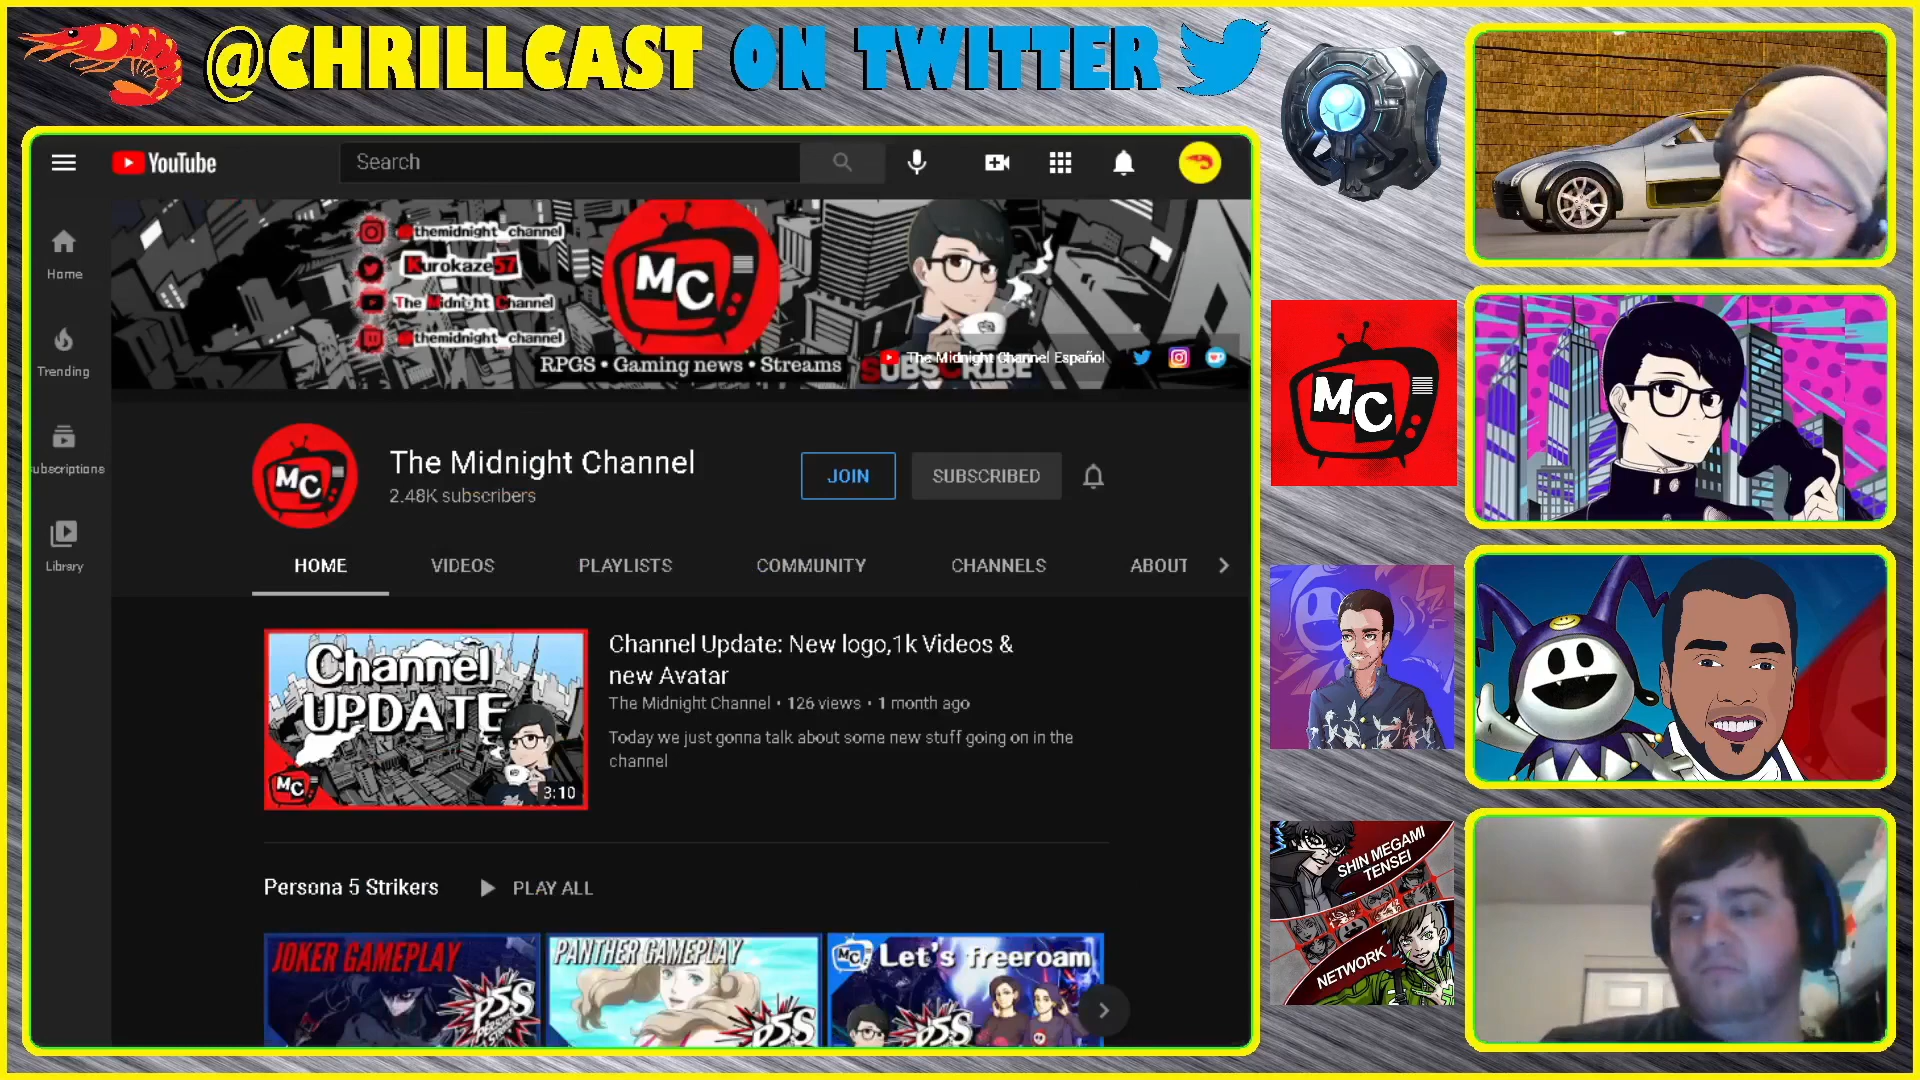 @CHRILLCAST ON TWITTER
YouTube
Search
Home
Trending
ubscriptions
Library
themidnight_channel
Kurokaze57
The Midnight Channel
themidnight_channel
MC
RPGS • Gaming news • Streams
SUBSCRIBE
The Midnight Channel Español
MC
The Midnight Channel
2.48K subscribers
JOIN
SUBSCRIBED
HOME
VIDEOS
PLAYLISTS
COMMUNITY
CHANNELS
ABOUT
Channel
UPDATE
MC
3:10
Channel Update: New logo,1k Videos &
new Avatar
The Midnight Channel • 126 views • 1 month ago
Today we just gonna talk about some new stuff going on in the
channel
Persona 5 Strikers
PLAY ALL
JOKER GAMEPLAY
P5S
PANTHER GAMEPLAY
P5S
MC
Let's freeroam
P5S
MC
SHIN MEGAMI
TENSEI
NETWORK